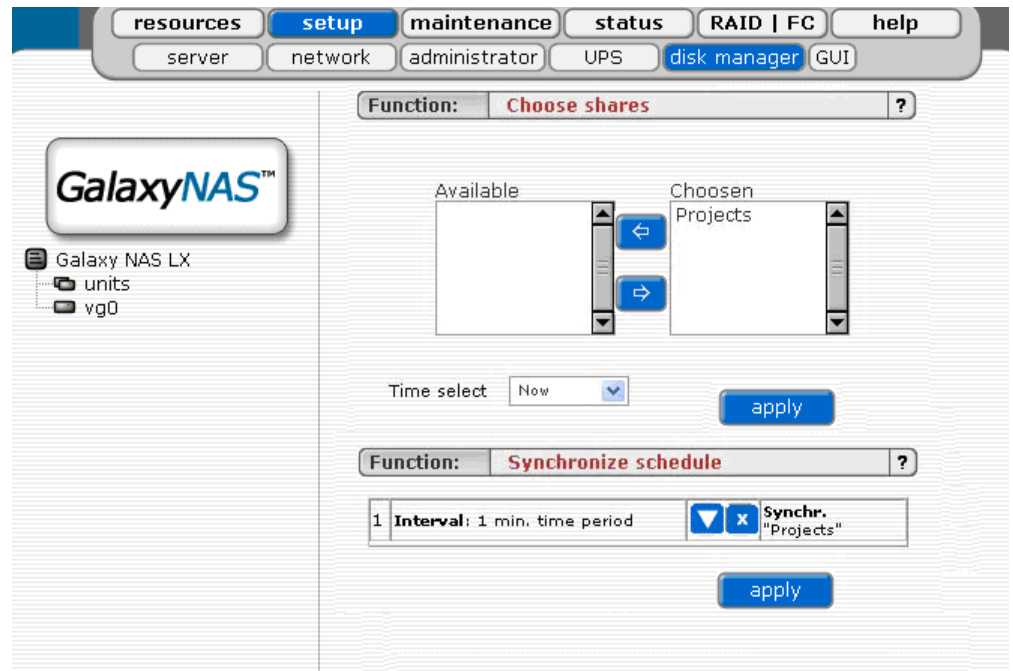 resources setup maintenance status RAID | FC help
server network administrator UPS disk manager GUI
Function: Choose shares ?
GalaxyNAS™
Galaxy NAS LX
units
vg0
Available Choosen
Projects
Time select Now
apply
Function: Synchronize schedule ?
1 Interval: 1 min. time period x Synchr.
"Projects"
apply